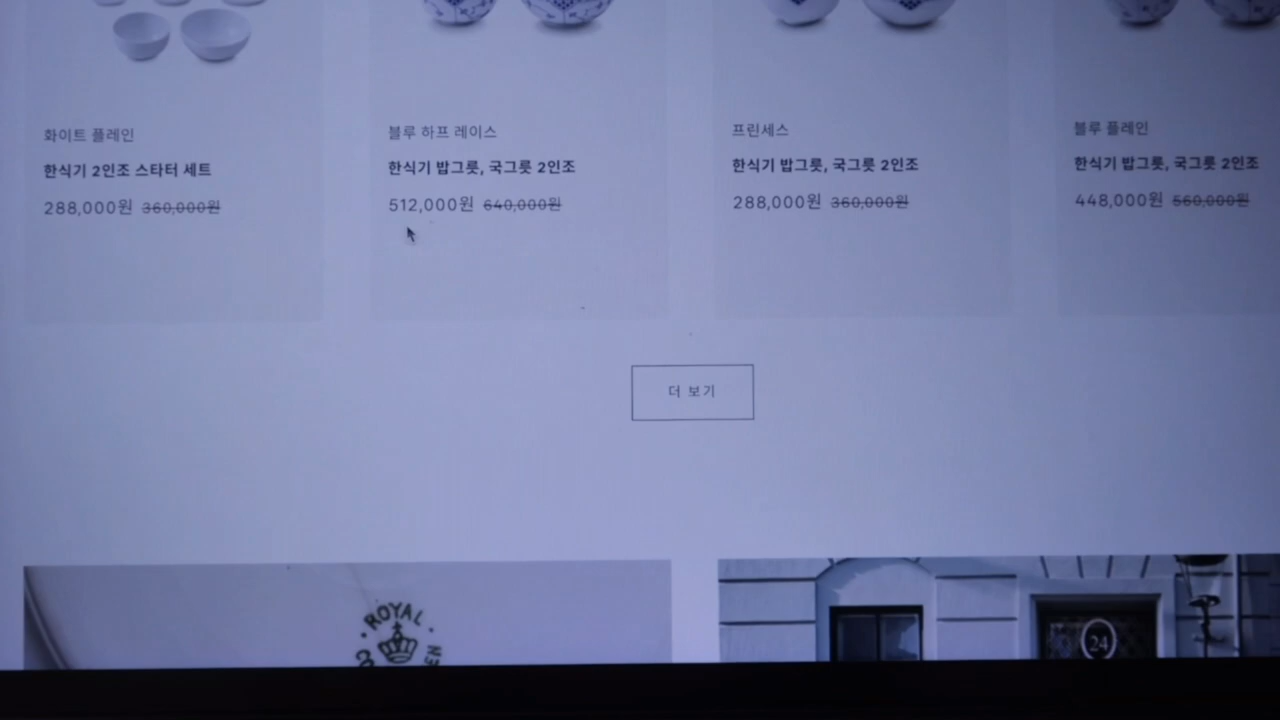 화이트 플레인
한식기 2인조 스타터 세트
288,000원 360,000원
블루 하프 레이스
한식기 밥그릇, 국그릇 2인조
512,000원 640,000원
프린세스
한식기 밥그릇, 국그릇 2인조
288,000원 360,000원
블루 플레인
한식기 밥그릇, 국그릇 2인조
448,000원 560,000원
더 보기
ROYAL
24